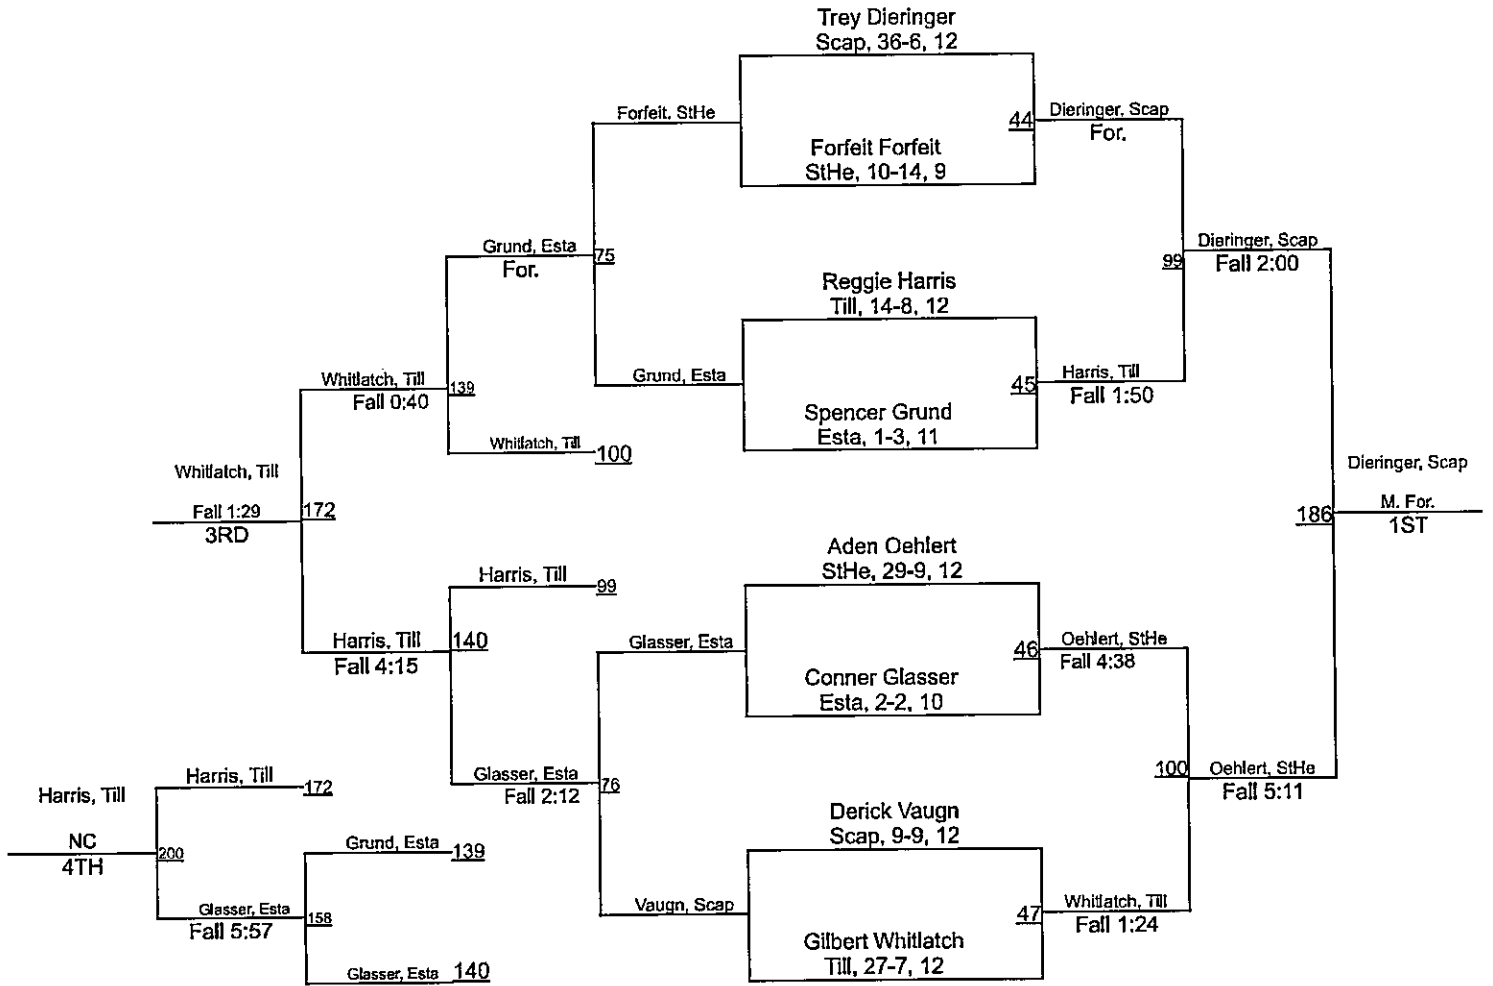 Trey Dieringer
Scap, 36-6, 12
Forfeit, StHe
44
Dieringer, Scap
For.
Forfeit Forfeit
StHe, 10-14, 9
Grund, Esta
For.
75
99
Dieringer, Scap
Fall 2:00
Reggie Harris
Till, 14-8, 12
Whitlatch, Till
Fall 0:40
139
Grund, Esta
45
Harris, Till
Fall 1:50
Spencer Grund
Esta, 1-3, 11
Whitlatch, Till
100
Whitlatch, Till
Fall 1:29
3RD
172
Dieringer, Scap
186
M. For.
1ST
Aden Oehlert
StHe, 29-9, 12
Harris, Till
99
Harris, Till
Fall 4:15
140
Glasser, Esta
46
Oehlert, StHe
Fall 4:38
Conner Glasser
Esta, 2-2, 10
Glasser, Esta
Fall 2:12
76
100
Oehlert, StHe
Fall 5:11
Harris, Till
Harris, Till
172
Derick Vaugn
Scap, 9-9, 12
NC
4TH
200
Grund, Esta
139
Glasser, Esta
Fall 5:57
158
Vaugn, Scap
47
Whitlatch, Till
Fall 1:24
Gilbert Whitlatch
Till, 27-7, 12
Glasser, Esta
140